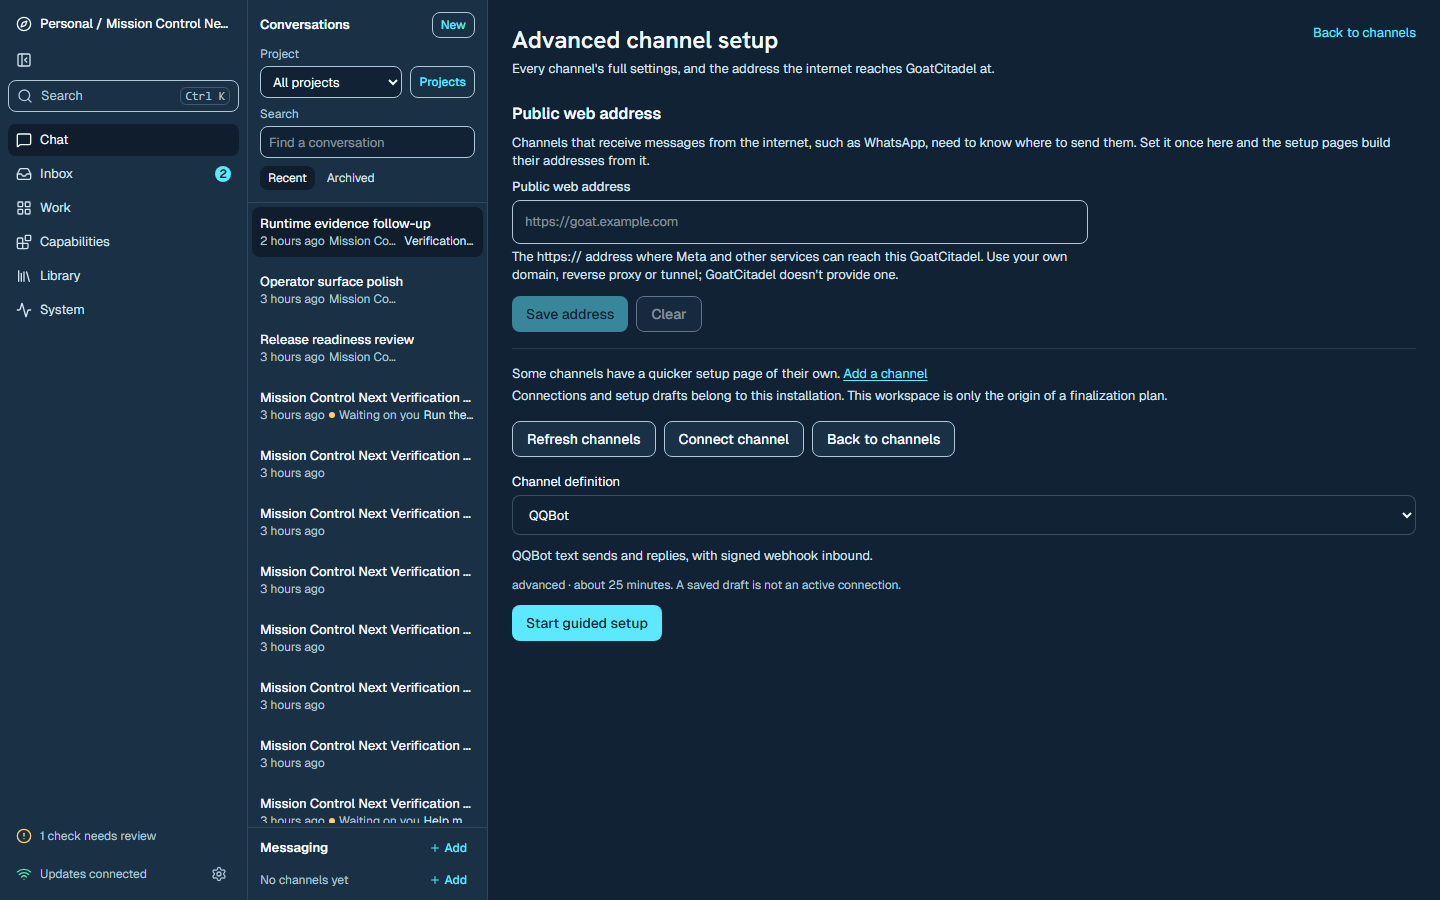 Personal / Mission Control Ne...
Search
Ctrl K
Chat
Inbox
2
Work
Capabilities
Library
System
1 check needs review
Updates connected
Conversations
New
Project
All projects
Projects
Search
Find a conversation
Recent
Archived
Runtime evidence follow-up
2 hours ago Mission Co... Verification...
Operator surface polish
3 hours ago Mission Co...
Release readiness review
3 hours ago Mission Co...
Mission Control Next Verification ...
3 hours ago Waiting on you Run the...
Mission Control Next Verification ...
3 hours ago
Mission Control Next Verification ...
3 hours ago
Mission Control Next Verification ...
3 hours ago
Mission Control Next Verification ...
3 hours ago
Mission Control Next Verification ...
3 hours ago
Mission Control Next Verification ...
3 hours ago
Mission Control Next Verification ...
3 hours ago Waiting on you Help m...
Messaging
+ Add
No channels yet
+ Add
Advanced channel setup
Back to channels
Every channel's full settings, and the address the internet reaches GoatCitadel at.
Public web address
Channels that receive messages from the internet, such as WhatsApp, need to know where to send them. Set it once here and the setup pages build
their addresses from it.
Public web address
https://goat.example.com
The https:// address where Meta and other services can reach this GoatCitadel. Use your own
domain, reverse proxy or tunnel; GoatCitadel doesn't provide one.
Save address
Clear
Some channels have a quicker setup page of their own. Add a channel
Connections and setup drafts belong to this installation. This workspace is only the origin of a finalization plan.
Refresh channels
Connect channel
Back to channels
Channel definition
QQBot
QQBot text sends and replies, with signed webhook inbound.
advanced · about 25 minutes. A saved draft is not an active connection.
Start guided setup